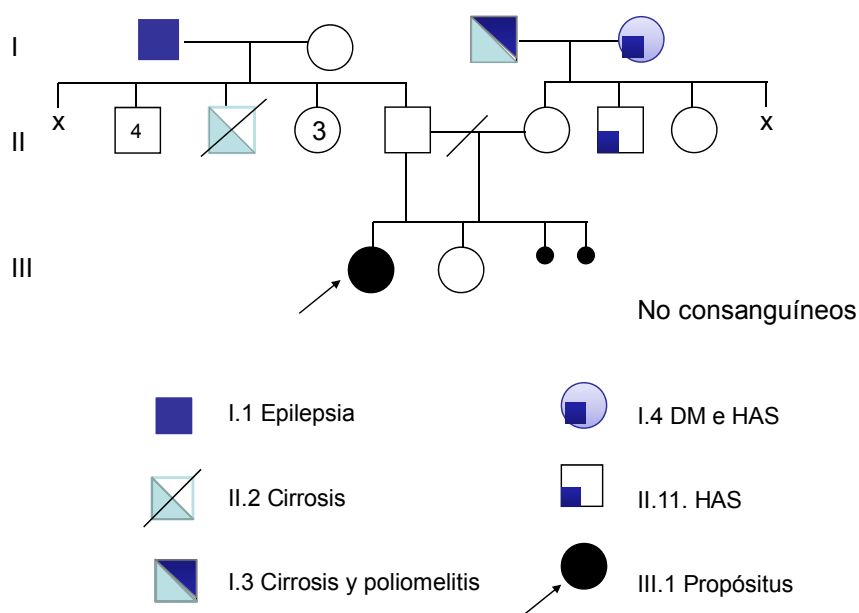 I
x
4
3
x
II
III
No consanguíneos
I.1 Epilepsia
I.4 DM e HAS
II.2 Cirrosis
II.11. HAS
I.3 Cirrosis y poliomelitis
III.1 Propósitus